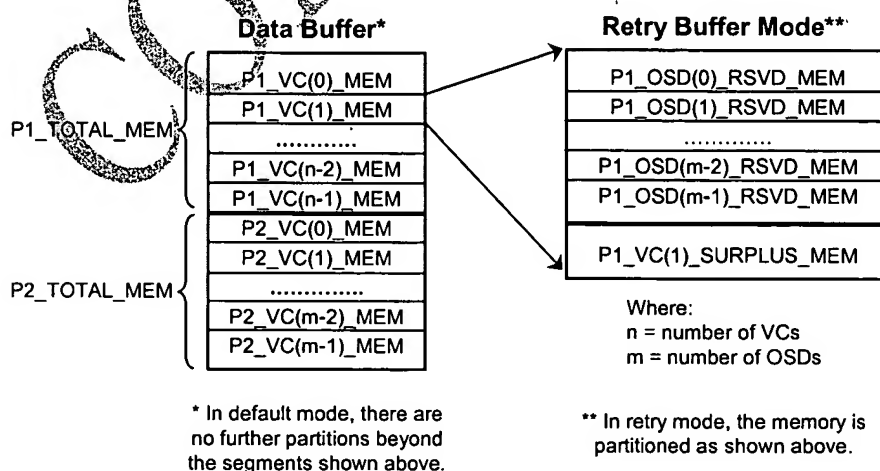 Data Buffer*
P1_VC(0)_MEM
P1_VC(1)_MEM
.............
P1_VC(n-2)_MEM
P1_VC(n-1)_MEM
P2_VC(0)_MEM
P2_VC(1)_MEM
..............
P2_VC(m-2)_MEM
P2_VC(m-1)_MEM
P1_TOTAL_MEM
P2_TOTAL_MEM
* In default mode, there are
no further partitions beyond
the segments shown above.
Retry Buffer Mode**
P1_OSD(0)_RSVD_MEM
P1_OSD(1)_RSVD_MEM
.............
P1_OSD(m-2)_RSVD_MEM
P1_OSD(m-1)_RSVD_MEM
P1_VC(1)_SURPLUS_MEM
Where:
n = number of VCs
m = number of OSDs
** In retry mode, the memory is
partitioned as shown above.